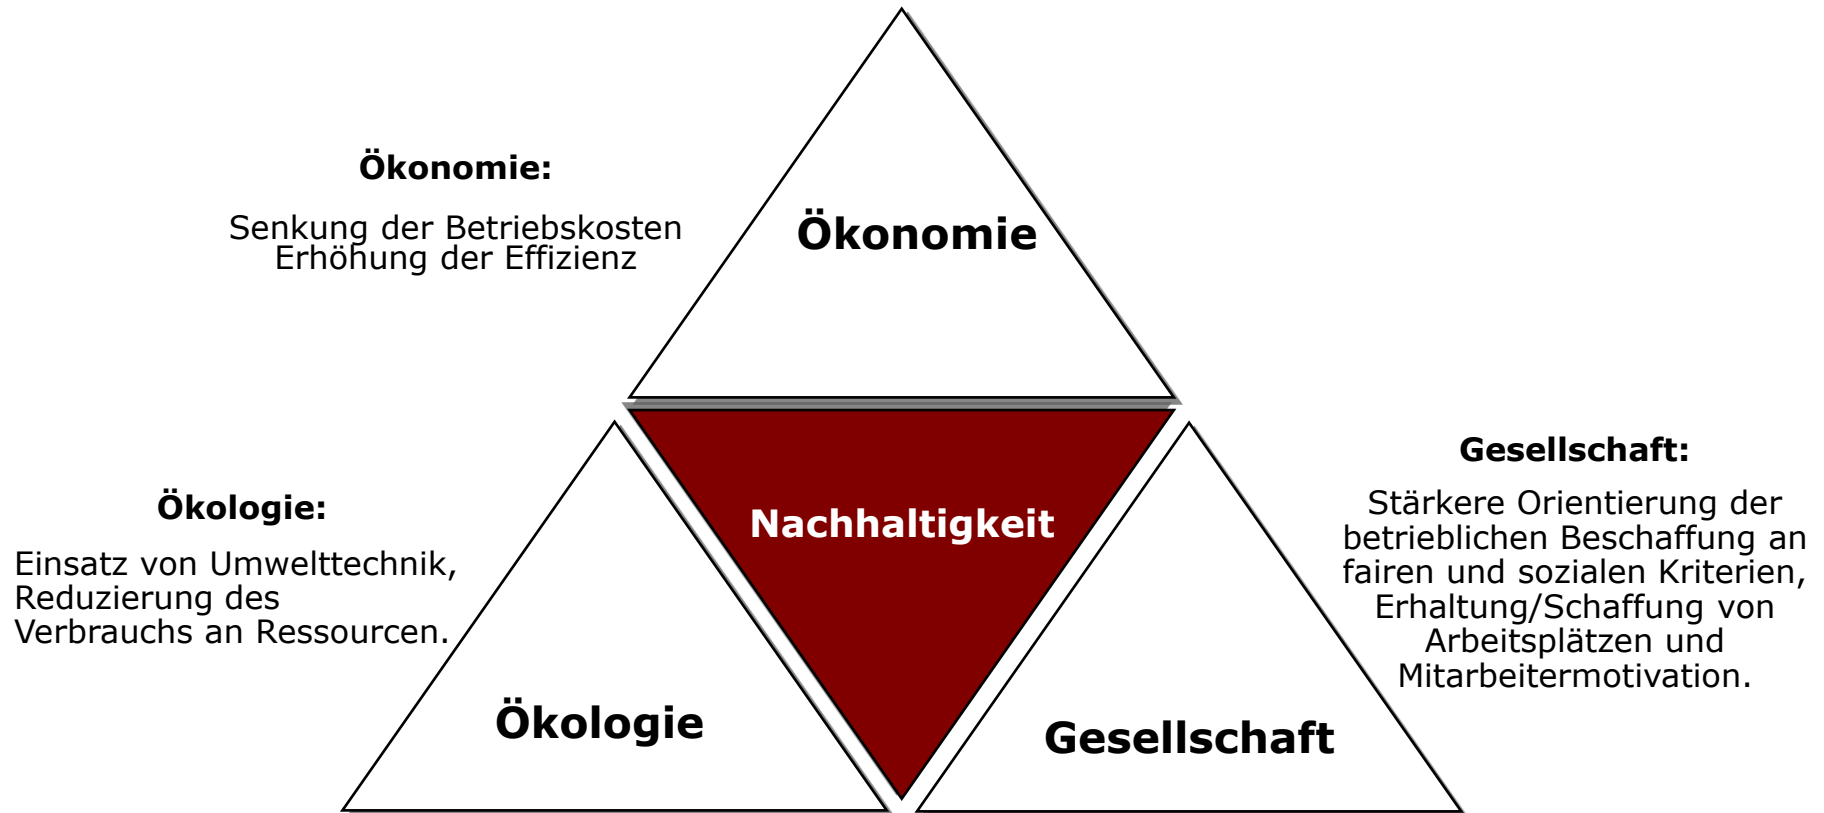 Ökonomie:
Senkung der Betriebskosten
Erhöhung der Effizienz
Ökonomie
Ökologie:
Einsatz von Umwelttechnik,
Reduzierung des
Verbrauchs an Ressourcen.
Nachhaltigkeit
Gesellschaft:
Stärkere Orientierung der
betrieblichen Beschaffung an
fairen und sozialen Kriterien,
Erhaltung/Schaffung von
Arbeitsplätzen und
Mitarbeitermotivation.
Ökologie
Gesellschaft